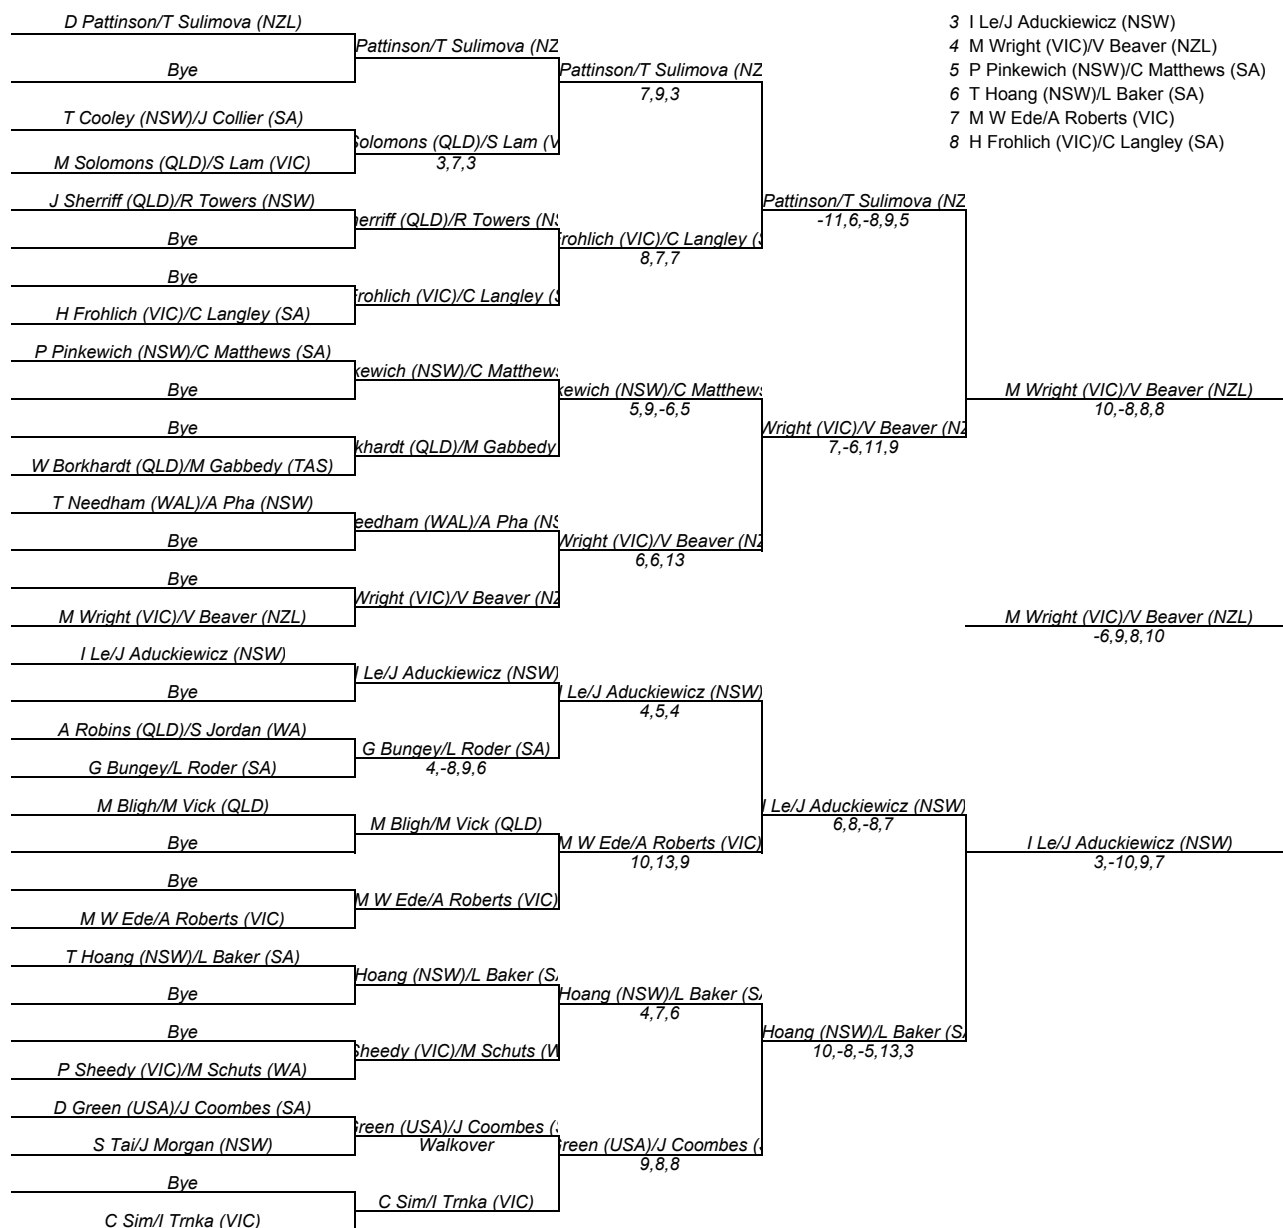 D Pattinson/T Sulimova (NZL)
Bye
T Cooley (NSW)/J Collier (SA)
M Solomons (QLD)/S Lam (VIC)
J Sherriff (QLD)/R Towers (NSW)
Bye
Bye
H Frohlich (VIC)/C Langley (SA)
P Pinkewich (NSW)/C Matthews (SA)
Bye
Bye
W Borkhardt (QLD)/M Gabbedy (TAS)
T Needham (WAL)/A Pha (NSW)
Bye
Bye
M Wright (VIC)/V Beaver (NZL)
I Le/J Aduckiewicz (NSW)
Bye
A Robins (QLD)/S Jordan (WA)
G Bungey/L Roder (SA)
M Bligh/M Vick (QLD)
Bye
Bye
M W Ede/A Roberts (VIC)
T Hoang (NSW)/L Baker (SA)
Bye
Bye
P Sheedy (VIC)/M Schuts (WA)
D Green (USA)/J Coombes (SA)
S Tai/J Morgan (NSW)
Bye
C Sim/I Trnka (VIC)
Pattinson/T Sulimova (NZ
Solomons (QLD)/S Lam (V
3,7,3
herriff (QLD)/R Towers (NS
Frohlich (VIC)/C Langley (S
kewich (NSW)/C Matthews
khardt (QLD)/M Gabbedy
eedham (WAL)/A Pha (NS
Wright (VIC)/V Beaver (NZ
I Le/J Aduckiewicz (NSW)
G Bungey/L Roder (SA)
4,-8,9,6
M Bligh/M Vick (QLD)
M W Ede/A Roberts (VIC)
Hoang (NSW)/L Baker (SA
Sheedy (VIC)/M Schuts (W
Green (USA)/J Coombes (S
Walkover
C Sim/I Trnka (VIC)
Pattinson/T Sulimova (NZ
7,9,3
Frohlich (VIC)/C Langley (S
8,7,7
kewich (NSW)/C Matthews
5,9,-6,5
Wright (VIC)/V Beaver (NZ
6,6,13
I Le/J Aduckiewicz (NSW)
4,5,4
M W Ede/A Roberts (VIC)
10,13,9
Hoang (NSW)/L Baker (SA
4,7,6
Green (USA)/J Coombes (S
9,8,8
Pattinson/T Sulimova (NZ
-11,6,-8,9,5
Wright (VIC)/V Beaver (NZ
7,-6,11,9
I Le/J Aduckiewicz (NSW)
6,8,-8,7
Hoang (NSW)/L Baker (SA
10,-8,-5,13,3
3 I Le/J Aduckiewicz (NSW)
4 M Wright (VIC)/V Beaver (NZL)
5 P Pinkewich (NSW)/C Matthews (SA)
6 T Hoang (NSW)/L Baker (SA)
7 M W Ede/A Roberts (VIC)
8 H Frohlich (VIC)/C Langley (SA)
M Wright (VIC)/V Beaver (NZL)
10,-8,8,8
M Wright (VIC)/V Beaver (NZL)
-6,9,8,10
I Le/J Aduckiewicz (NSW)
3,-10,9,7